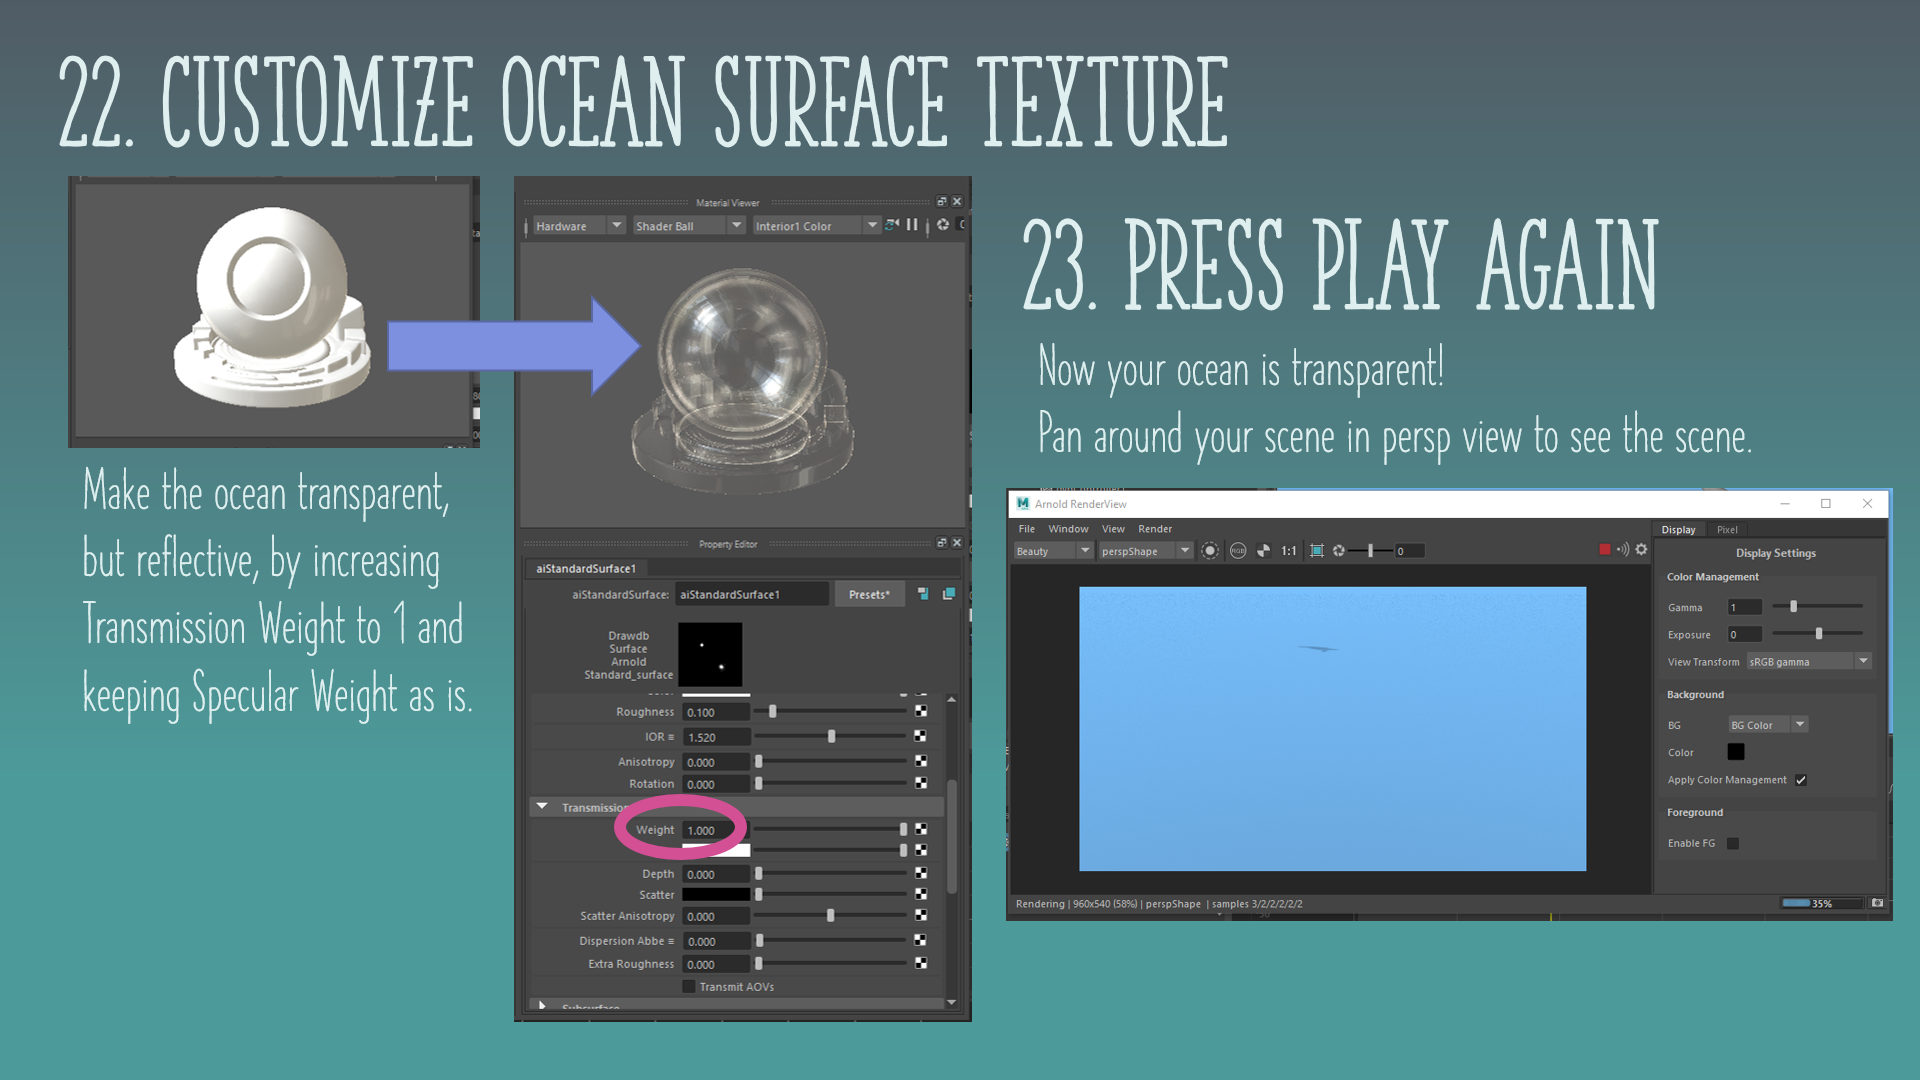 22. CUSTOMIZE OCEAN SURFACE TEXTURE
Make the ocean transparent,
but reflective, by increasing
Transmission Weight to 1 and
keeping Specular Weight as is.
Material Viewer
Hardware Shader Ball Interior1 Color
Property Editor
aiStandardSurface1
aiStandardSurface: aiStandardSurface1 Presets*
Drawdb
Surface
Arnold
Standard_surface
Roughness 0.100
IOR 1.520
Anisotropy 0.000
Rotation 0.000
Transmission
Weight 1.000
Depth 0.000
Scatter
Scatter Anisotropy 0.000
Dispersion Abbe 0.000
Extra Roughness 0.000
Transmit AOVs
Subsurface
23. PRESS PLAY AGAIN
Now your ocean is transparent!
Pan around your scene in persp view to see the scene.
M Arnold RenderView
File Window View Render
Beauty perspShape RGB 1:1 0
Display Pixel
Display Settings
Color Management
Gamma 1
Exposure 0
View Transform sRGB gamma
Background
BG BG Color
Color
Apply Color Management
Foreground
Enable FG
Rendering | 960x540 (58%) | perspShape | samples 3/2/2/2/2/2
35%